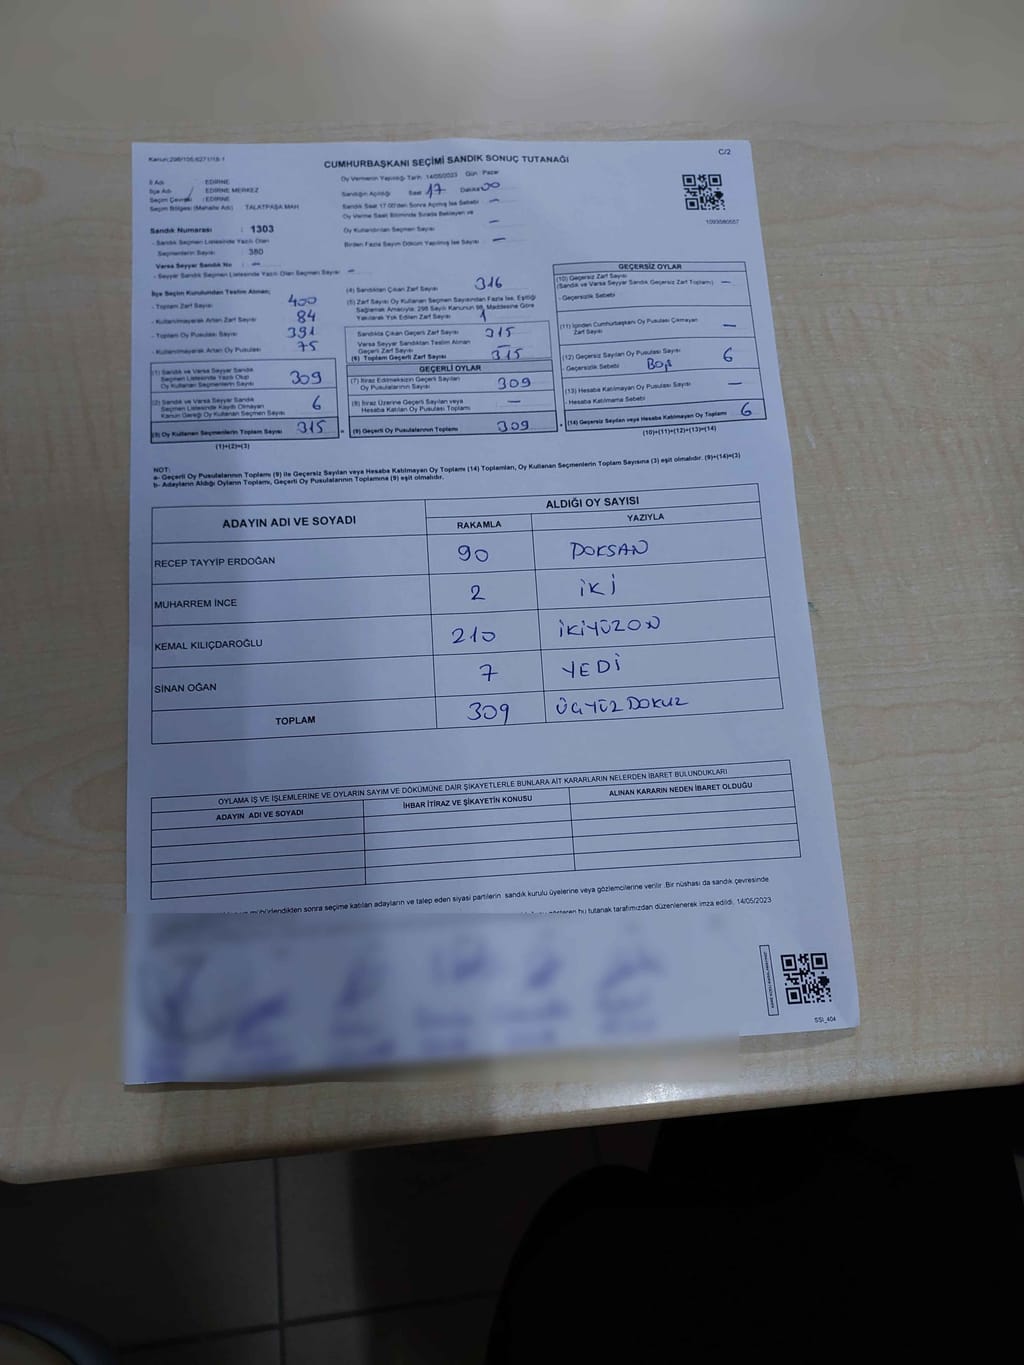 Kanun:298/105;6271/18-1
C/2
CUMHURBAŞKANI SEÇİMİ SANDIK SONUÇ TUTANAĞI
İl Adı : EDİRNE
İlçe Adı : EDİRNE MERKEZ
Seçim Çevresi : EDİRNE
Seçim Bölgesi (Mahalle Adı) TALATPAŞA MAH
Sandık Numarası : 1303
- Sandık Seçmen Listesinde Yazılı Olan
Seçmenlerin Sayısı : 380
Varsa Seyyar Sandık No : –
- Seyyar Sandık Seçmen Listesinde Yazılı Olan Seçmen Sayısı : –
Oy Vermenin Yapıldığı Tarih: 14/05/2023 Gün: Pazar
Sandığın Açıldığı Saat 17 Dakika 00
Sandık Saat 17:00'den Sonra Açılmış İse Sebebi –
Oy Verme Saati Bitiminde Sırada Bekleyen ve
Oy Kullandırılan Seçmen Sayısı –
Birden Fazla Sayım Döküm Yapılmış İse Sayısı –
1093580557
İlçe Seçim Kurulundan Teslim Alınan;
- Toplam Zarf Sayısı 400
- Kullanılmayarak Artan Zarf Sayısı 84
- Toplam Oy Pusulası Sayısı 391
- Kullanılmayarak Artan Oy Pusulası 75
(1) Sandık ve Varsa Seyyar Sandık
Seçmen Listesinde Yazılı Olup
Oy Kullanan Seçmenlerin Sayısı 309
(2) Sandık ve Varsa Seyyar Sandık
Seçmen Listesinde Kayıtlı Olmayan
Kanun Gereği Oy Kullanan Seçmen Sayısı 6
(3) Oy Kullanan Seçmenlerin Toplam Sayısı 315
(1)+(2)=(3)
(4) Sandıktan Çıkan Zarf Sayısı 316
(5) Zarf Sayısı Oy Kullanan Seçmen Sayısından Fazla İse, Eşitliği
Sağlamak Amacıyla; 298 Sayılı Kanunun 98. Maddesine Göre
Yakılarak Yok Edilen Zarf Sayısı 1
Sandıkta Çıkan Geçerli Zarf Sayısı 315
Varsa Seyyar Sandıktan Teslim Alınan
Geçerli Zarf Sayısı –
(6) Toplam Geçerli Zarf Sayısı 315
GEÇERLİ OYLAR
(7) İtiraz Edilmeksizin Geçerli Sayılan
Oy Pusulalarının Sayısı 309
(8) İtiraz Üzerine Geçerli Sayılan veya
Hesaba Katılan Oy Pusulası Toplamı –
= (9) Geçerli Oy Pusulalarının Toplamı 309
GEÇERSİZ OYLAR
(10) Geçersiz Zarf Sayısı
(Sandık ve Varsa Seyyar Sandık Geçersiz Zarf Toplamı) –
- Geçersizlik Sebebi
(11) İçinden Cumhurbaşkanı Oy Pusulası Çıkmayan
Zarf Sayısı –
(12) Geçersiz Sayılan Oy Pusulası Sayısı 6
- Geçersizlik Sebebi Boş
(13) Hesaba Katılmayan Oy Pusulası Sayısı –
- Hesaba Katılmama Sebebi
+ (14) Geçersiz Sayılan veya Hesaba Katılmayan Oy Toplamı 6
(10)+(11)+(12)+(13)=(14)
NOT:
a- Geçerli Oy Pusulalarının Toplamı (9) ile Geçersiz Sayılan veya Hesaba Katılmayan Oy Toplamı (14) Toplamları, Oy Kullanan Seçmenlerin Toplam Sayısına (3) eşit olmalıdır. (9)+(14)=(3)
b- Adayların Aldığı Oyların Toplamı, Geçerli Oy Pusulalarının Toplamına (9) eşit olmalıdır.
ADAYIN ADI VE SOYADI ALDIĞI OY SAYISI
RAKAMLA YAZIYLA
RECEP TAYYİP ERDOĞAN 90 DOKSAN
MUHARREM İNCE 2 İKİ
KEMAL KILIÇDAROĞLU 210 İKİYÜZON
SİNAN OĞAN 7 YEDİ
TOPLAM 309 ÜÇYÜZ DOKUZ
OYLAMA İŞ VE İŞLEMLERİNE VE OYLARIN SAYIM VE DÖKÜMÜNE DAİR ŞİKAYETLERLE BUNLARA AİT KARARLARIN NELERDEN İBARET BULUNDUKLARI
ADAYIN ADI VE SOYADI İHBAR İTİRAZ VE ŞİKAYETİN KONUSU ALINAN KARARIN NEDEN İBARET OLDUĞU
mühürlendikten sonra seçime katılan adayların ve talep eden siyasi partilerin sandık kurulu üyelerine veya gözlemcilerine verilir. Bir nüshası da sandık çevresinde
gösteren bu tutanak tarafımızdan düzenlenerek imza edildi. 14/05/2023
SSİ_404